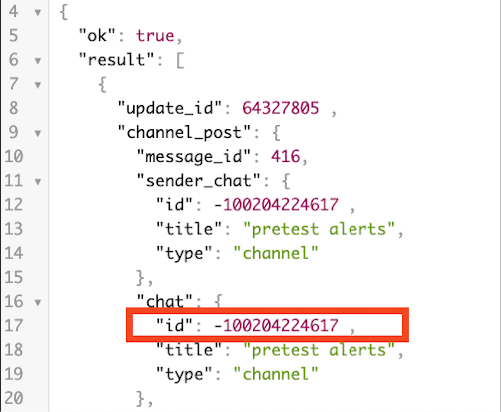 4 {
5 "ok": true,
6 "result": [
7 {
8 "update_id": 64327805 ,
9 "channel_post": {
10 "message_id": 416,
11 "sender_chat": {
12 "id": -100204224617 ,
13 "title": "pretest alerts",
14 "type": "channel"
15 },
16 "chat": {
17 "id": -100204224617 ,
18 "title": "pretest alerts",
19 "type": "channel"
20 },